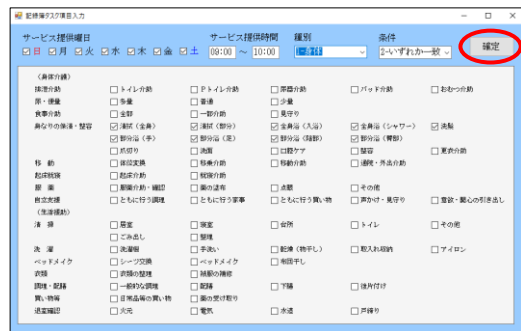 記録簿タスク項目入力
サービス提供曜日 サービス提供時間 種別 条件
日 月 火 水 木 金 土 09:00 ～ 10:00 1-身体 2-いずれか一致 確定
（身体介護）
排泄介助 トイレ介助 Pトイレ介助 尿器介助 パッド介助 おむつ介助
尿・便量 多量 普通 少量
食事介助 全部 一部介助 見守り
身なりの保清・整容 清拭（全身） 清拭（部分） 全身浴（入浴） 全身浴（シャワー） 洗髪
部分浴（手） 部分浴（足） 部分浴（陰部） 部分浴（臀部）
爪切り 洗面 口腔ケア 整容 更衣介助
移 動 体位変換 移乗介助 移動介助 通院・外出介助
起床就寝 起床介助 就寝介助
服 薬 服薬介助・確認 薬の塗布 点眼 その他
自立支援 ともに行う調理 ともに行う家事 ともに行う買い物 声かけ・見守り 意欲・関心の引き出し
（生活援助）
清 掃 居室 寝室 台所 トイレ その他
ごみ出し 整理
洗 濯 洗濯機 手洗い 乾燥（物干し） 取入れ収納 アイロン
ベッドメイク シーツ交換 ベッドメイク 布団干し
衣類 衣類の整理 被服の補修
調理・配膳 一般的な調理 配膳 下膳 後片付け
買い物等 日常品等の買い物 薬の受け取り
退室確認 火元 電気 水道 戸締り